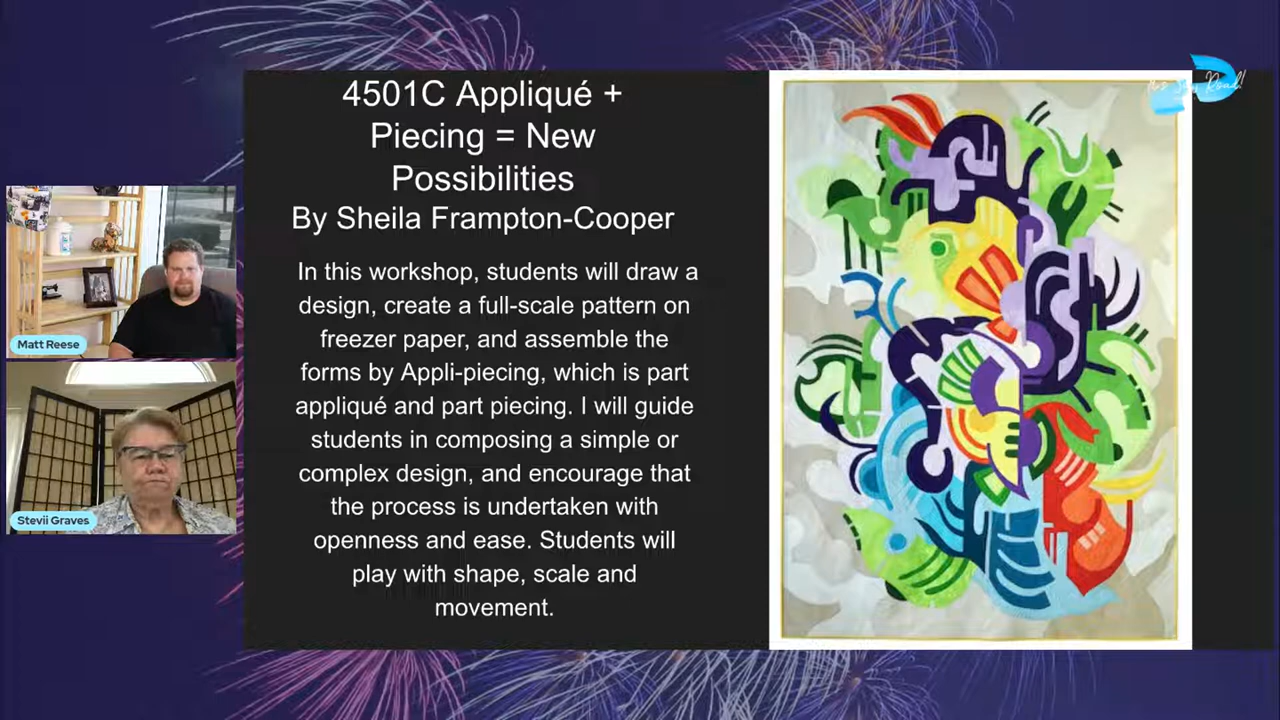 4501C Appliqué +
Piecing = New
Possibilities
By Sheila Frampton-Cooper
In this workshop, students will draw a
design, create a full-scale pattern on
freezer paper, and assemble the
forms by Appli-piecing, which is part
appliqué and part piecing. I will guide
students in composing a simple or
complex design, and encourage that
the process is undertaken with
openness and ease. Students will
play with shape, scale and
movement.
Matt Reese
Stevii Graves
Road!